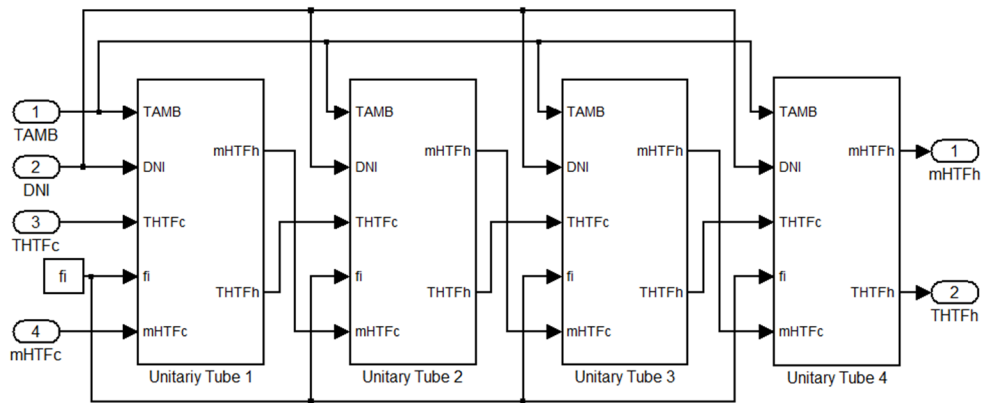 1
TAMB
2
DNI
3
THTFc
fi
4
mHTFc
TAMB
DNI
THTFc
fi
mHTFc
mHTFh
THTFh
Unitariy Tube 1
TAMB
DNI
THTFc
fi
mHTFc
mHTFh
THTFh
Unitary Tube 2
TAMB
DNI
THTFc
fi
mHTFc
mHTFh
THTFh
Unitary Tube 3
TAMB
DNI
THTFc
fi
mHTFc
mHTFh
THTFh
Unitary Tube 4
1
mHTFh
2
THTFh